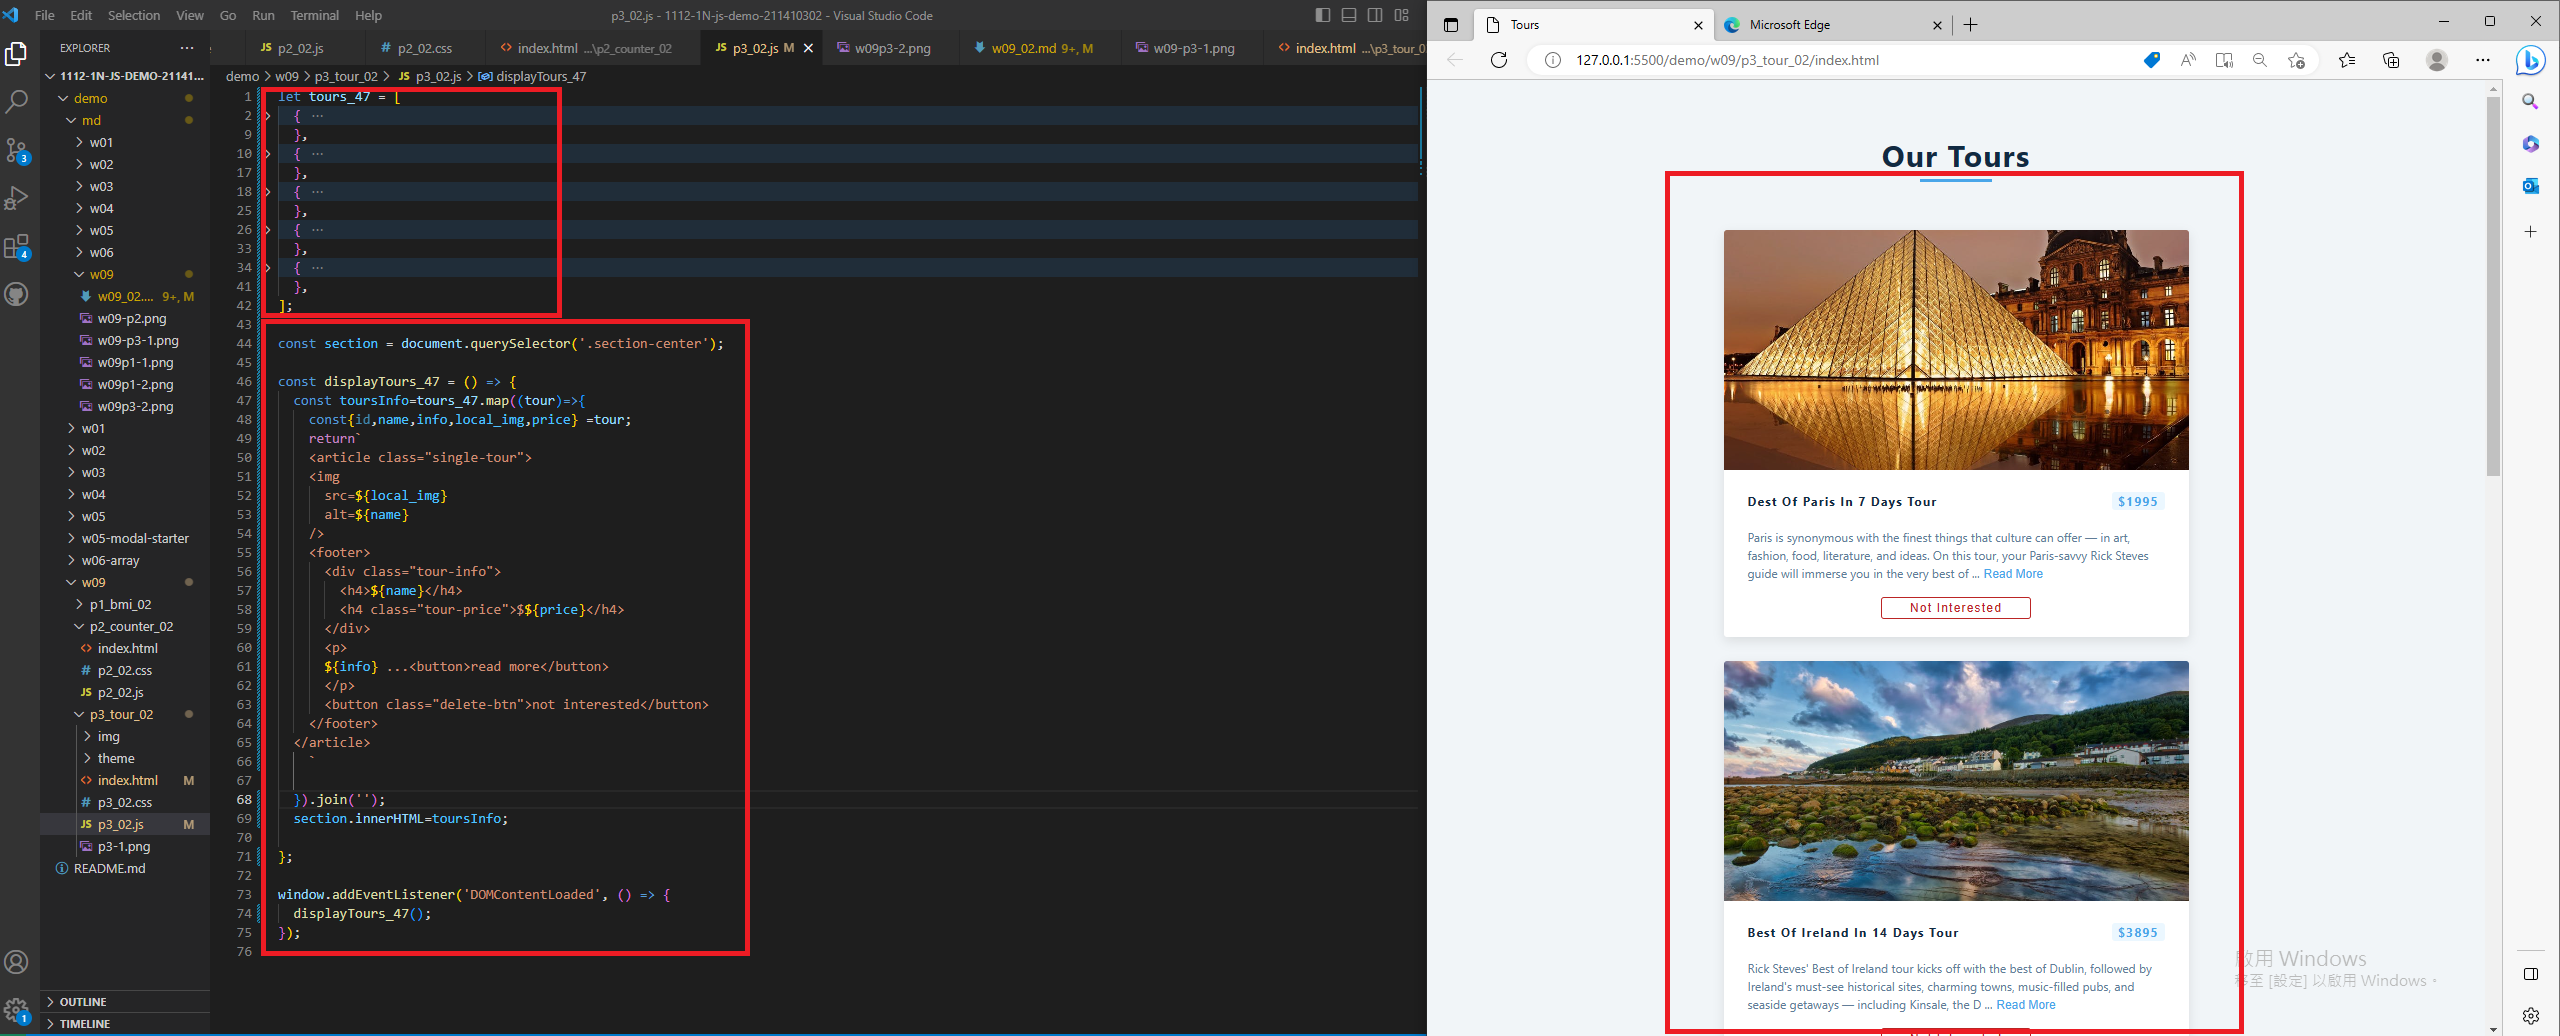 File Edit Selection View Go Run Terminal Help
p3_02.js - 1112-1N-js-demo-211410302 - Visual Studio Code
EXPLORER
JS p2_02.js
# p2_02.css
<> index.html ...\p2_counter_02
JS p3_02.js M
w09p3-2.png
w09_02.md 9+, M
w09-p3-1.png
<> index.html ...\p3_tour_0
demo > w09 > p3_tour_02 > JS p3_02.js > displayTours_47
1112-1N-JS-DEMO-21141...
demo
md
w01
w02
w03
w04
w05
w06
w09
w09_02.... 9+, M
w09-p2.png
w09-p3-1.png
w09p1-1.png
w09p1-2.png
w09p3-2.png
w01
w02
w03
w04
w05
w05-modal-starter
w06-array
w09
p1_bmi_02
p2_counter_02
<> index.html
# p2_02.css
JS p2_02.js
p3_tour_02
img
theme
<> index.html M
# p3_02.css
JS p3_02.js M
p3-1.png
README.md
OUTLINE
TIMELINE
3
4
1
1 let tours_47 = [
2 { ...
9 },
10 { ...
17 },
18 { ...
25 },
26 { ...
33 },
34 { ...
41 },
42 ];
43
44 const section = document.querySelector('.section-center');
45
46 const displayTours_47 = () => {
47 const toursInfo=tours_47.map((tour)=>{
48 const{id,name,info,local_img,price} =tour;
49 return`
50 <article class="single-tour">
51 <img
52 src=${local_img}
53 alt=${name}
54 />
55 <footer>
56 <div class="tour-info">
57 <h4>${name}</h4>
58 <h4 class="tour-price">$${price}</h4>
59 </div>
60 <p>
61 ${info} ...<button>read more</button>
62 </p>
63 <button class="delete-btn">not interested</button>
64 </footer>
65 </article>
66 `
67
68 }).join('');
69 section.innerHTML=toursInfo;
70
71 };
72
73 window.addEventListener('DOMContentLoaded', () => {
74 displayTours_47();
75 });
76
Tours
Microsoft Edge
127.0.0.1:5500/demo/w09/p3_tour_02/index.html
Our Tours
Dest Of Paris In 7 Days Tour
$1995
Paris is synonymous with the finest things that culture can offer — in art,
fashion, food, literature, and ideas. On this tour, your Paris-savvy Rick Steves
guide will immerse you in the very best of ... Read More
Not Interested
Best Of Ireland In 14 Days Tour
$3895
Rick Steves' Best of Ireland tour kicks off with the best of Dublin, followed by
Ireland's must-see historical sites, charming towns, music-filled pubs, and
seaside getaways — including Kinsale, the D ... Read More
啟用 Windows
移至 [設定] 以啟用 Windows。